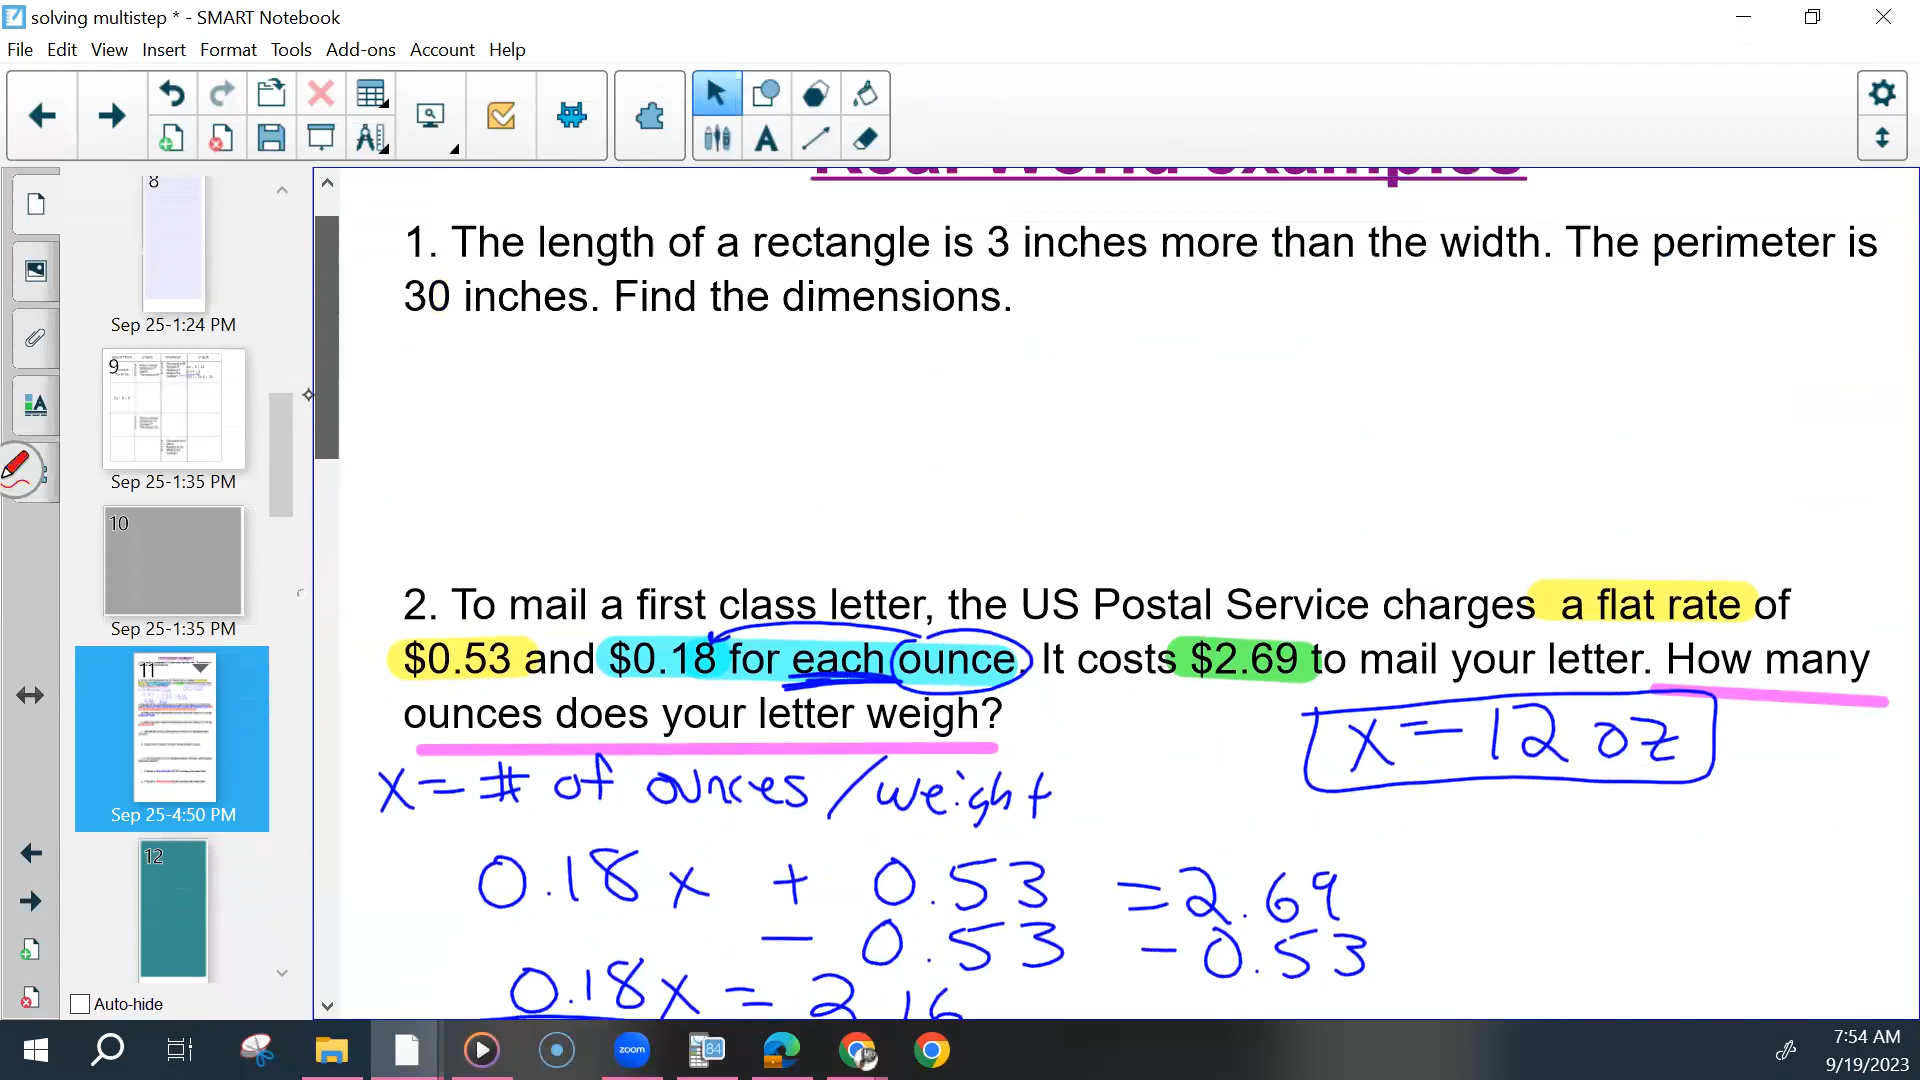 solving multistep * - SMART Notebook
File Edit View Insert Format Tools Add-ons Account Help
8
Sep 25-1:24 PM
9
Sep 25-1:35 PM
10
Sep 25-1:35 PM
11
Sep 25-4:50 PM
12
Auto-hide
Real World examples
1. The length of a rectangle is 3 inches more than the width. The perimeter is
30 inches. Find the dimensions.
2. To mail a first class letter, the US Postal Service charges a flat rate of
$0.53 and $0.18 for each ounce. It costs $2.69 to mail your letter. How many
ounces does your letter weigh?
x = 12 oz
x = # of ounces / weight
0.18x + 0.53 = 2.69
- 0.53 - 0.53
0.18x = 2.16
zoom
84
7:54 AM
9/19/2023